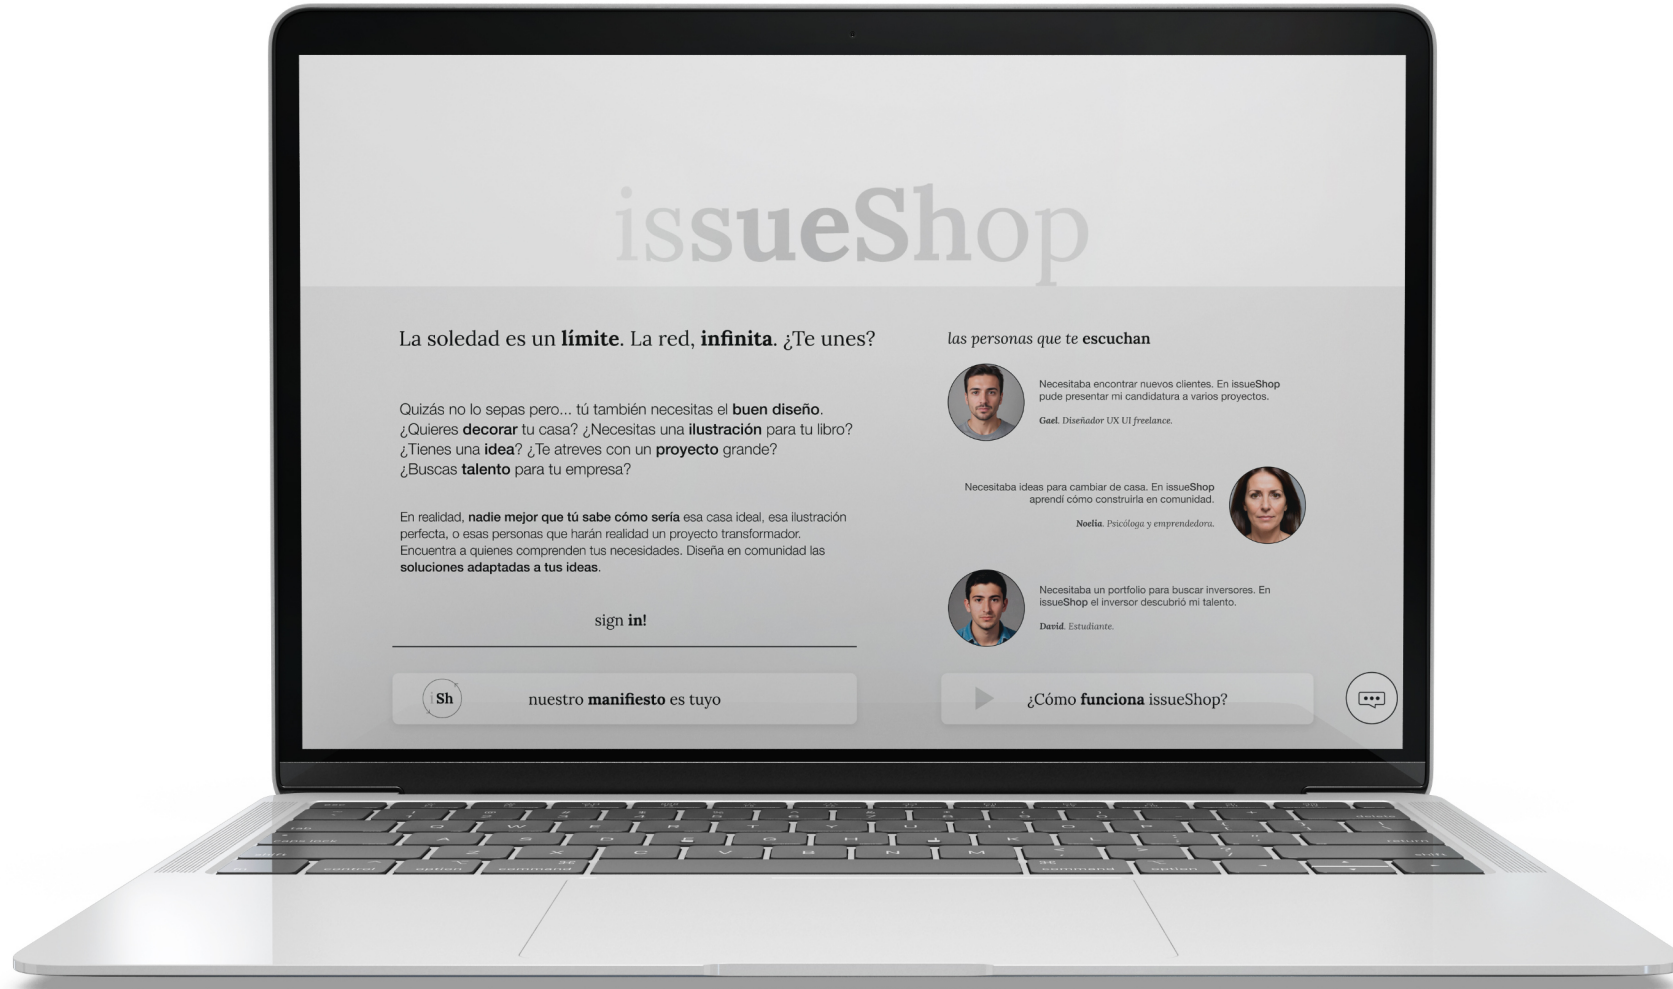 issueShop
La soledad es un límite. La red, infinita. ¿Te unes?
Quizás no lo sepas pero... tú también necesitas el buen diseño.
¿Quieres decorar tu casa? ¿Necesitas una ilustración para tu libro?
¿Tienes una idea? ¿Te atreves con un proyecto grande?
¿Buscas talento para tu empresa?
En realidad, nadie mejor que tú sabe cómo sería esa casa ideal, esa ilustración
perfecta, o esas personas que harán realidad un proyecto transformador.
Encuentra a quienes comprenden tus necesidades. Diseña en comunidad las
soluciones adaptadas a tus ideas.
sign in!
iSh
nuestro manifiesto es tuyo
las personas que te escuchan
Necesitaba encontrar nuevos clientes. En issueShop
pude presentar mi candidatura a varios proyectos.
Gael. Diseñador UX UI freelance.
Necesitaba ideas para cambiar de casa. En issueShop
aprendí cómo construirla en comunidad.
Noelia. Psicóloga y emprendedora.
Necesitaba un portfolio para buscar inversores. En
issueShop el inversor descubrió mi talento.
David. Estudiante.
¿Cómo funciona issueShop?